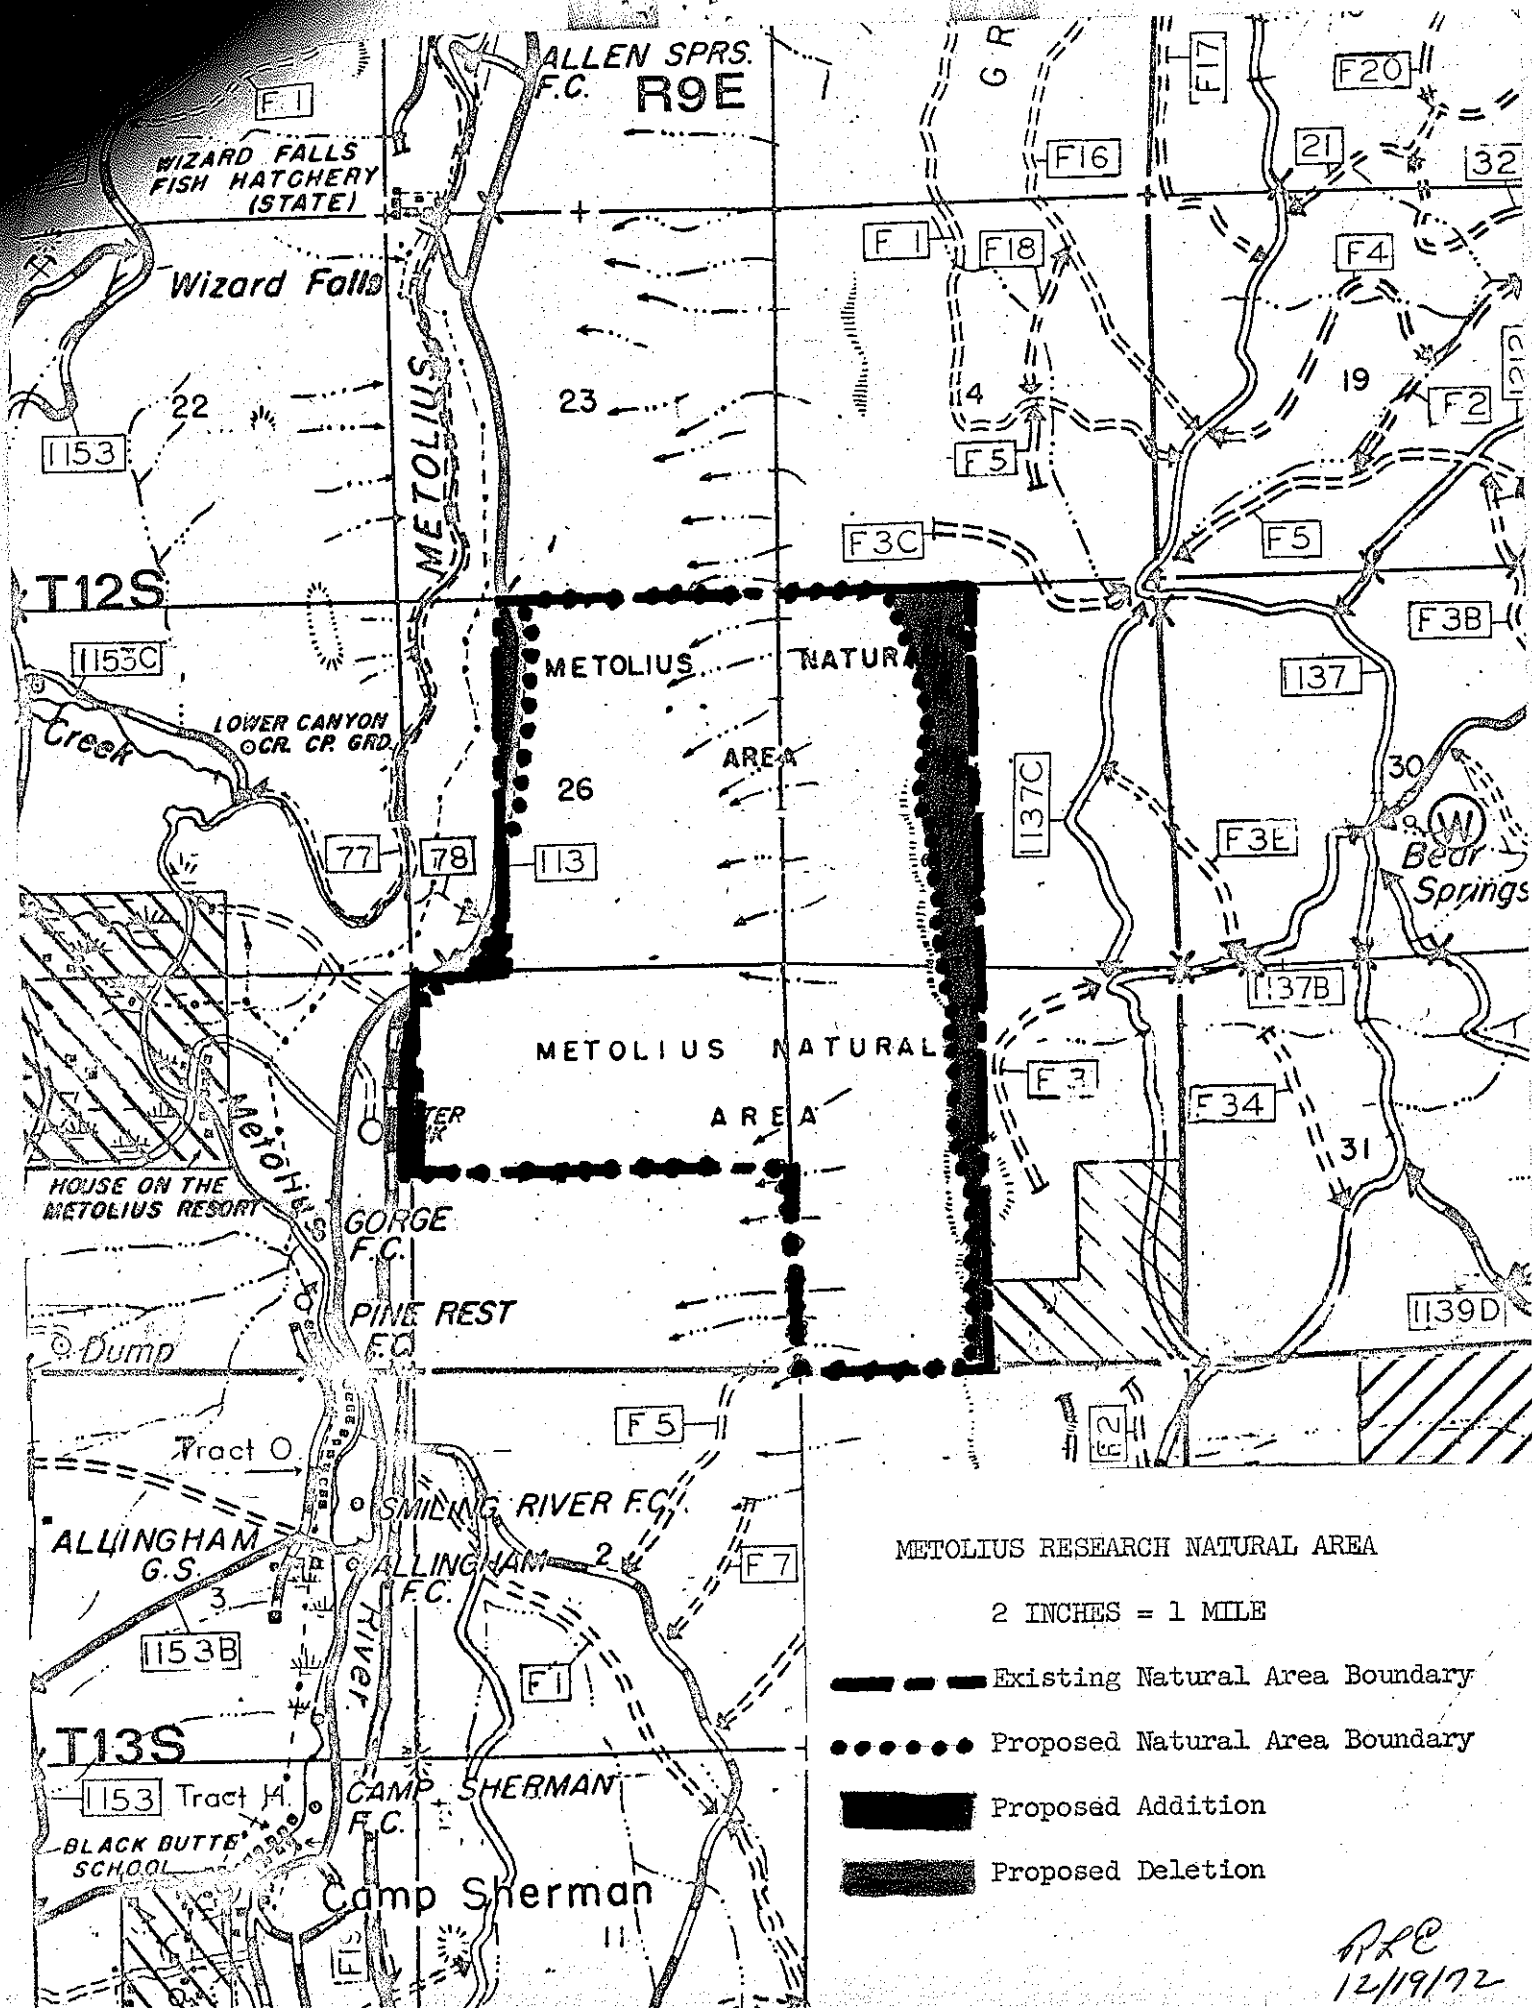 ALLEN SPRS.
F.C.
R9E
G R
F17
F20
F 1
WIZARD FALLS
FISH HATCHERY
(STATE)
F16
21
32
F 1
F18
F4
Wizard Falls
METOLIUS
22
23
4
19
F2
1153
F5
F3C
F5
T12S
F3B
1153C
METOLIUS NATURA
1137
LOWER CANYON
CR. CP. GRD.
Creek
AREA
26
30
1137C
77
78
113
F3E
W
Bear
Springs
1137B
METOLIUS NATURAL
AREA
F 3
F34
31
Metolius
HOUSE ON THE
METOLIUS RESORT
GORGE
F.C.
PINE REST
F.C.
Dump
1139D
F 5
F2
Tract O
SMILING RIVER F.C.
ALLINGHAM
G.S.
ALLINGHAM
F.C.
2
F 7
3
1153B
River
F1
T13S
1153
Tract H.
CAMP SHERMAN
F.C.
BLACK BUTTE
SCHOOL
Camp Sherman
11
METOLIUS RESEARCH NATURAL AREA
2 INCHES = 1 MILE
Existing Natural Area Boundary
Proposed Natural Area Boundary
Proposed Addition
Proposed Deletion
RLC
12/19/72